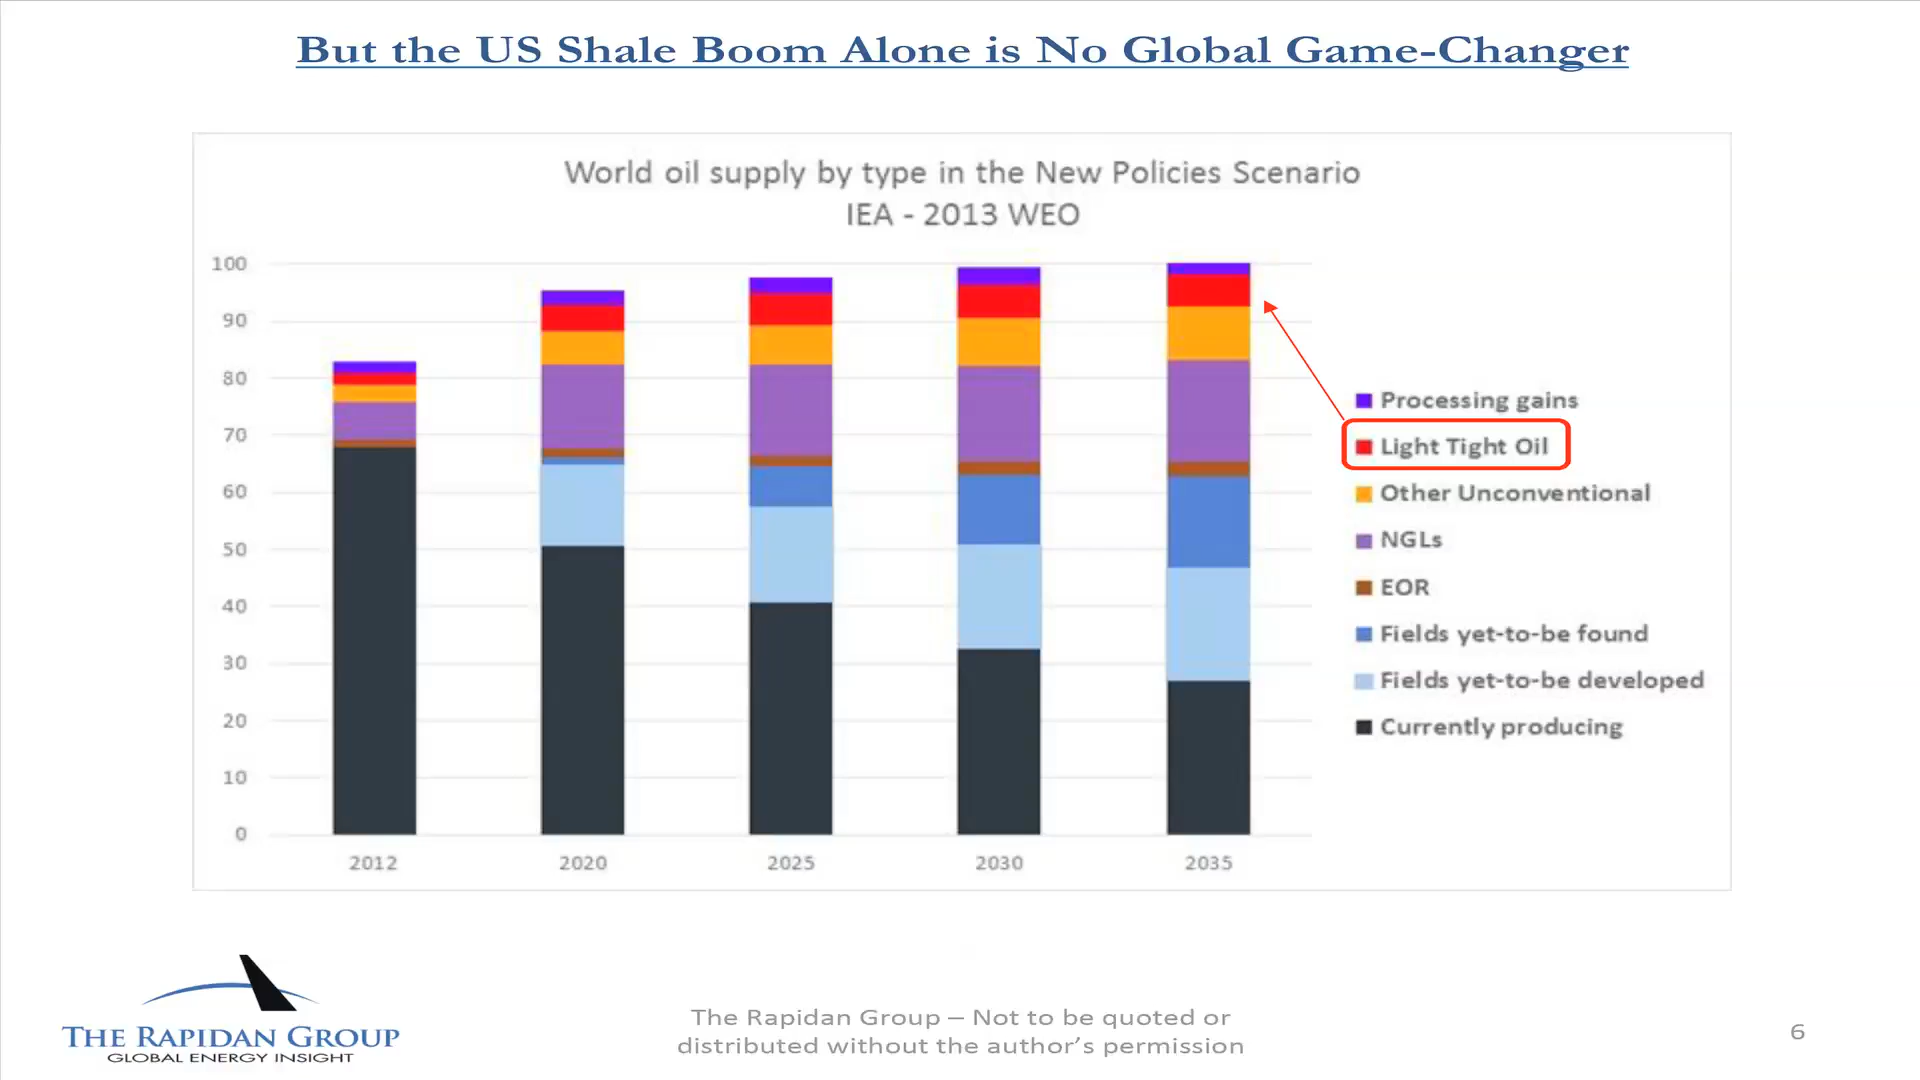 But the US Shale Boom Alone is No Global Game-Changer
World oil supply by type in the New Policies Scenario
IEA - 2013 WEO
100
90
80
70
60
50
40
30
20
10
0
2012
2020
2025
2030
2035
Processing gains
Light Tight Oil
Other Unconventional
NGLs
EOR
Fields yet-to-be found
Fields yet-to-be developed
Currently producing
THE RAPIDAN GROUP
GLOBAL ENERGY INSIGHT
The Rapidan Group – Not to be quoted or
distributed without the author’s permission
6